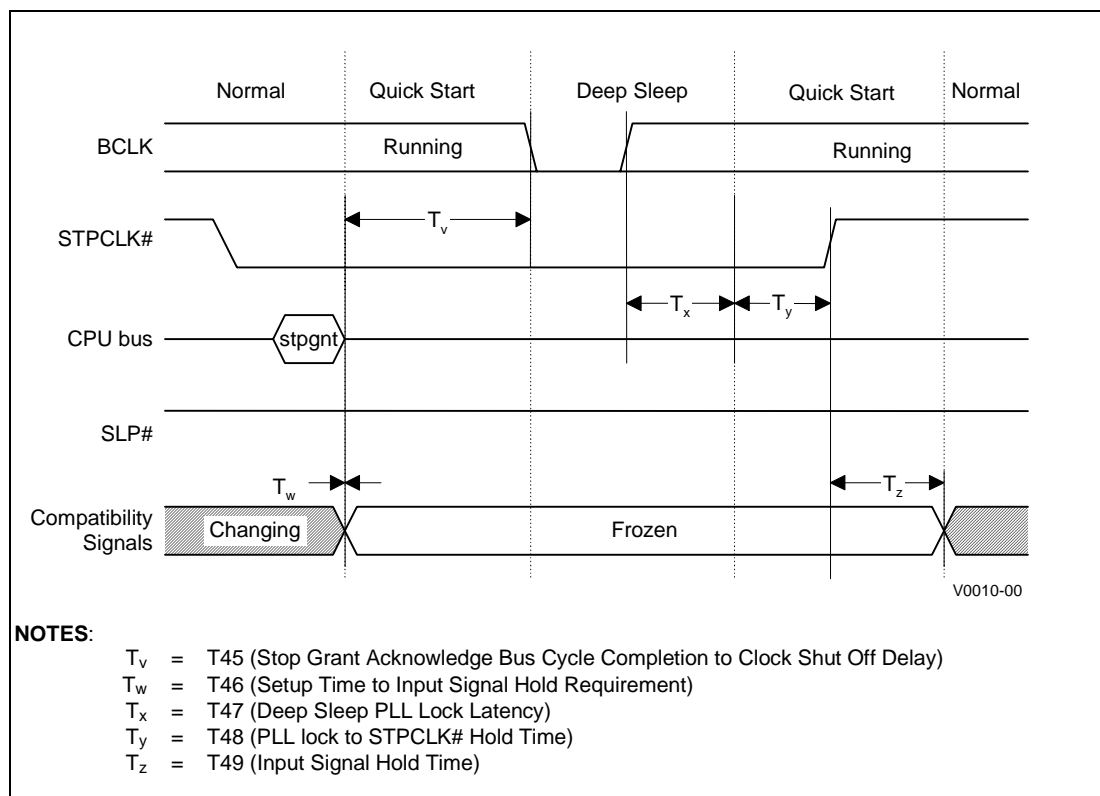 Normal Quick Start Deep Sleep Quick Start Normal
BCLK Running Running
STPCLK# Tv
Tx Ty
CPU bus stpgnt
SLP#
Tw Tz
Compatibility
Signals Changing Frozen
V0010-00
NOTES:
Tv = T45 (Stop Grant Acknowledge Bus Cycle Completion to Clock Shut Off Delay)
Tw = T46 (Setup Time to Input Signal Hold Requirement)
Tx = T47 (Deep Sleep PLL Lock Latency)
Ty = T48 (PLL lock to STPCLK# Hold Time)
Tz = T49 (Input Signal Hold Time)